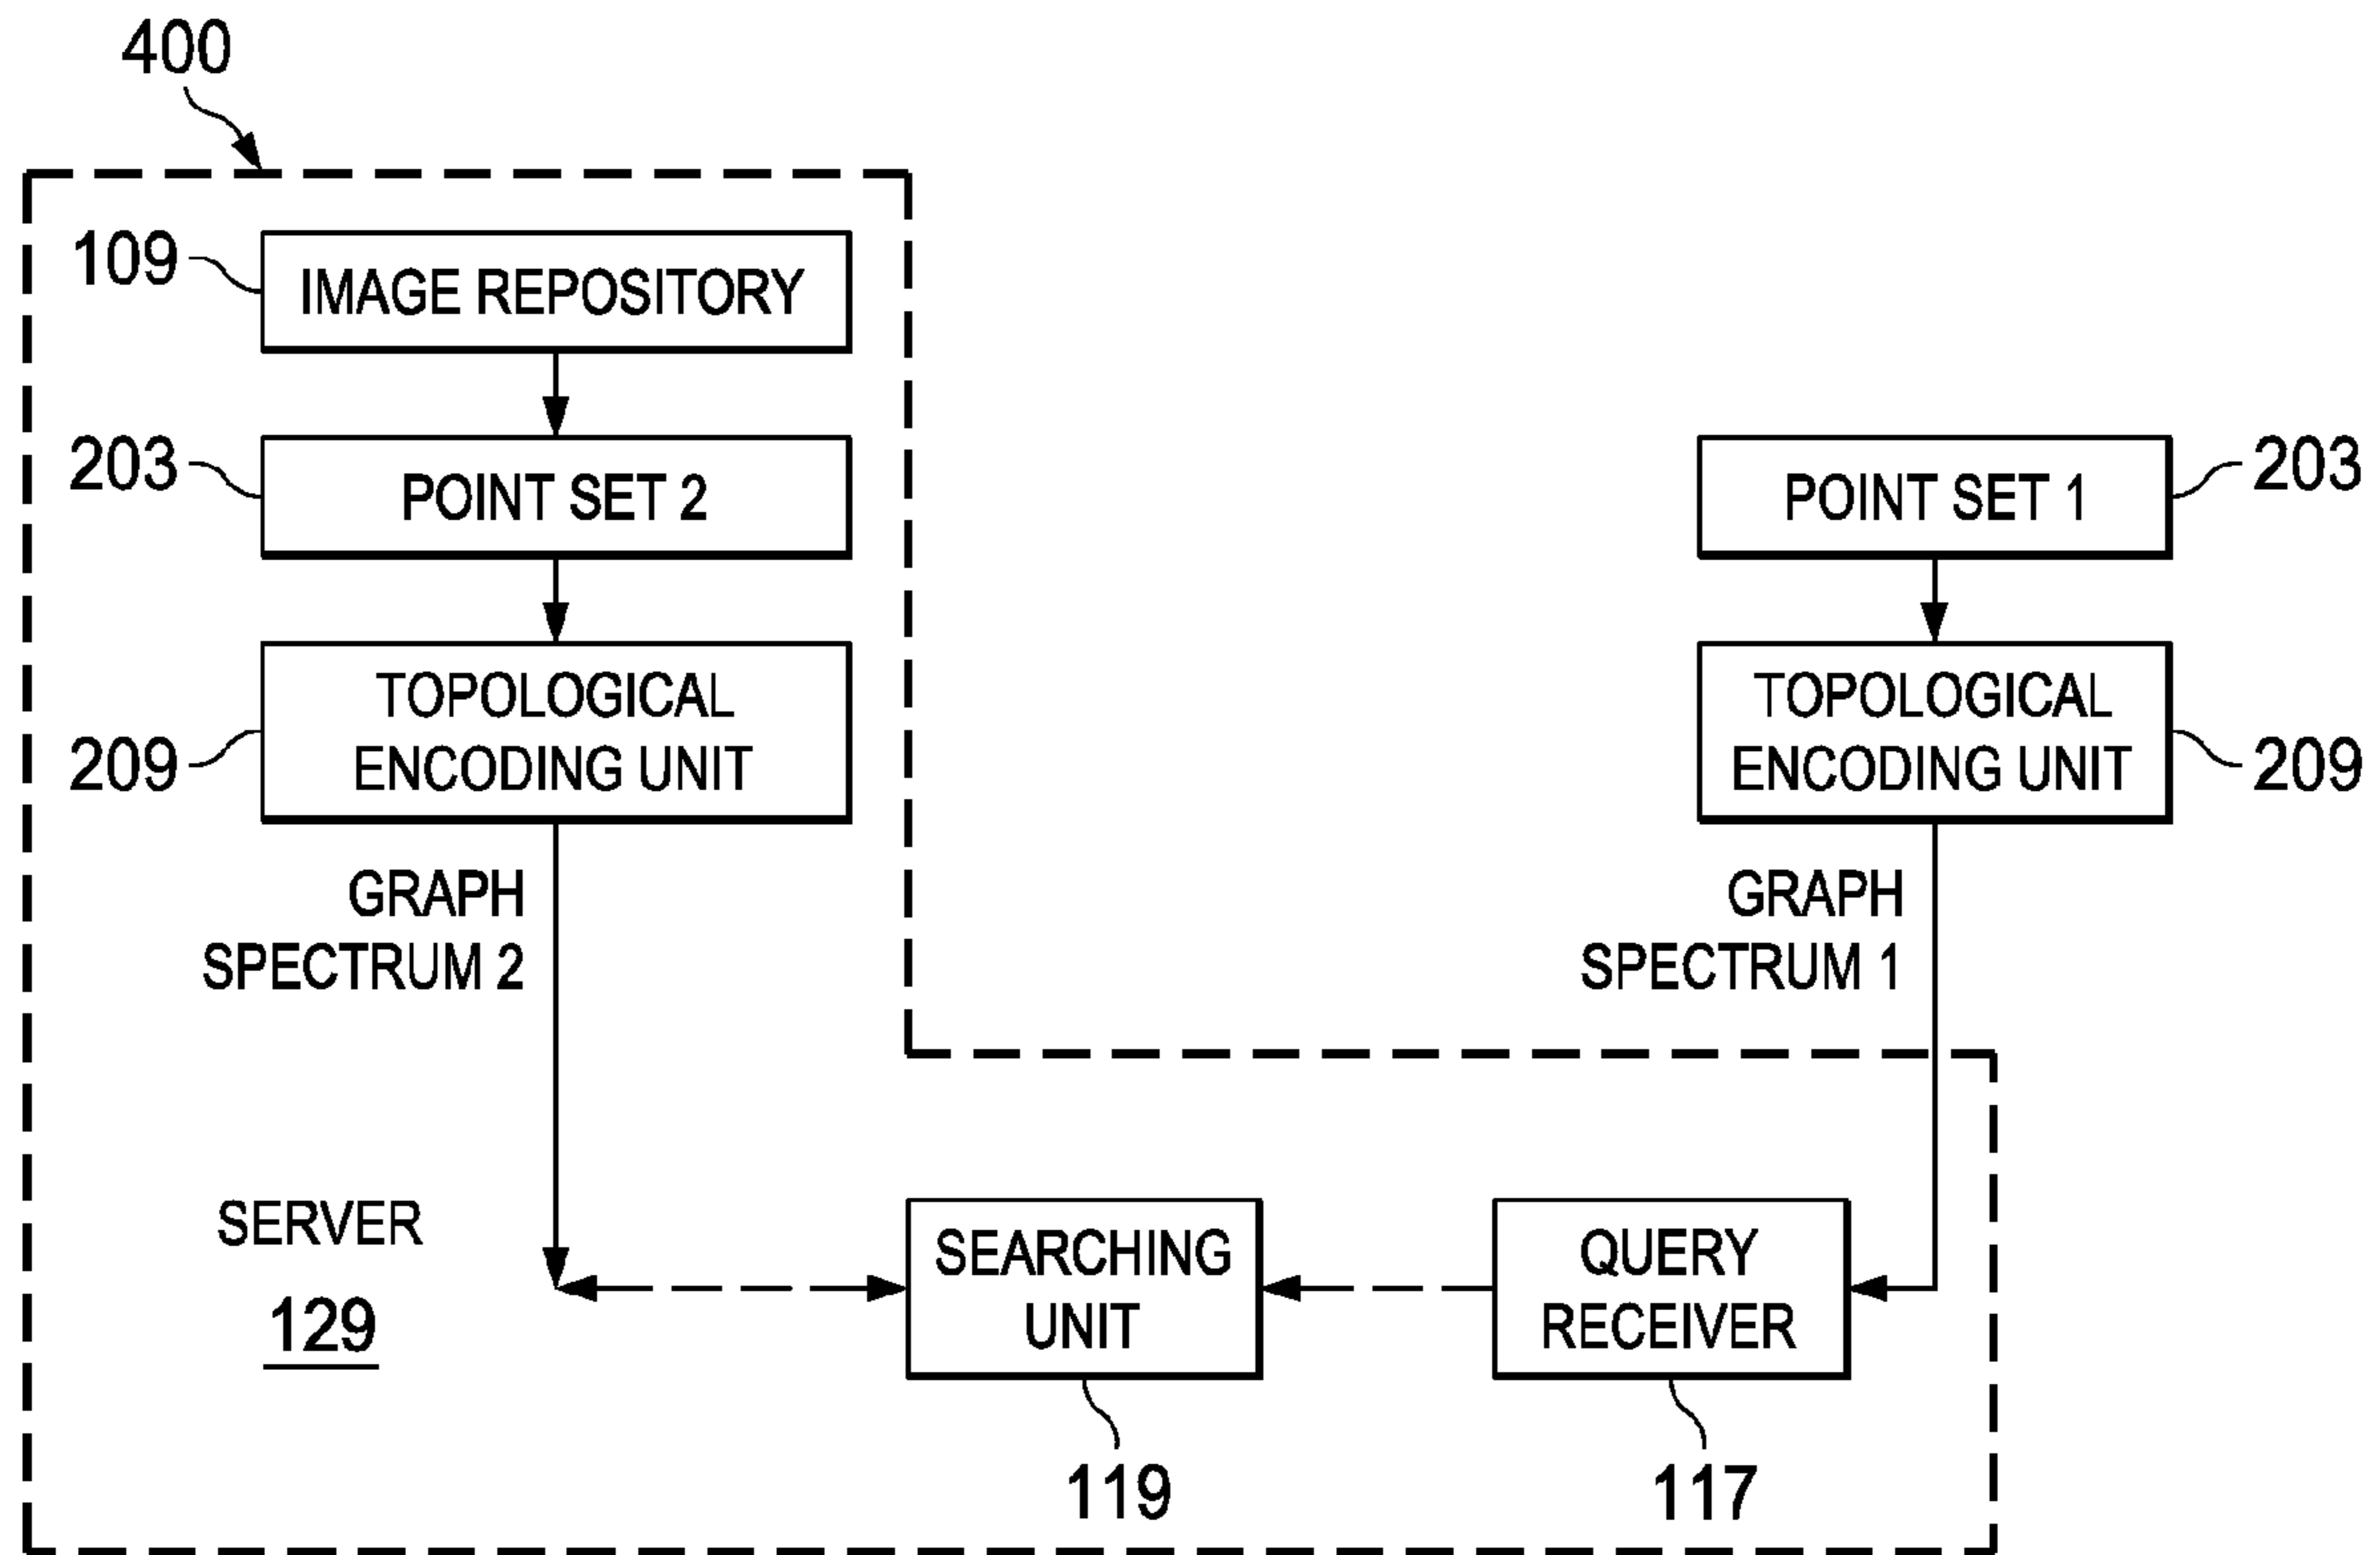 400
109
IMAGE REPOSITORY
203
POINT SET 2
POINT SET 1
203
209
TOPOLOGICAL
ENCODING UNIT
TOPOLOGICAL
ENCODING UNIT
209
GRAPH
SPECTRUM 2
GRAPH
SPECTRUM 1
SERVER
129
SEARCHING
UNIT
QUERY
RECEIVER
119
117